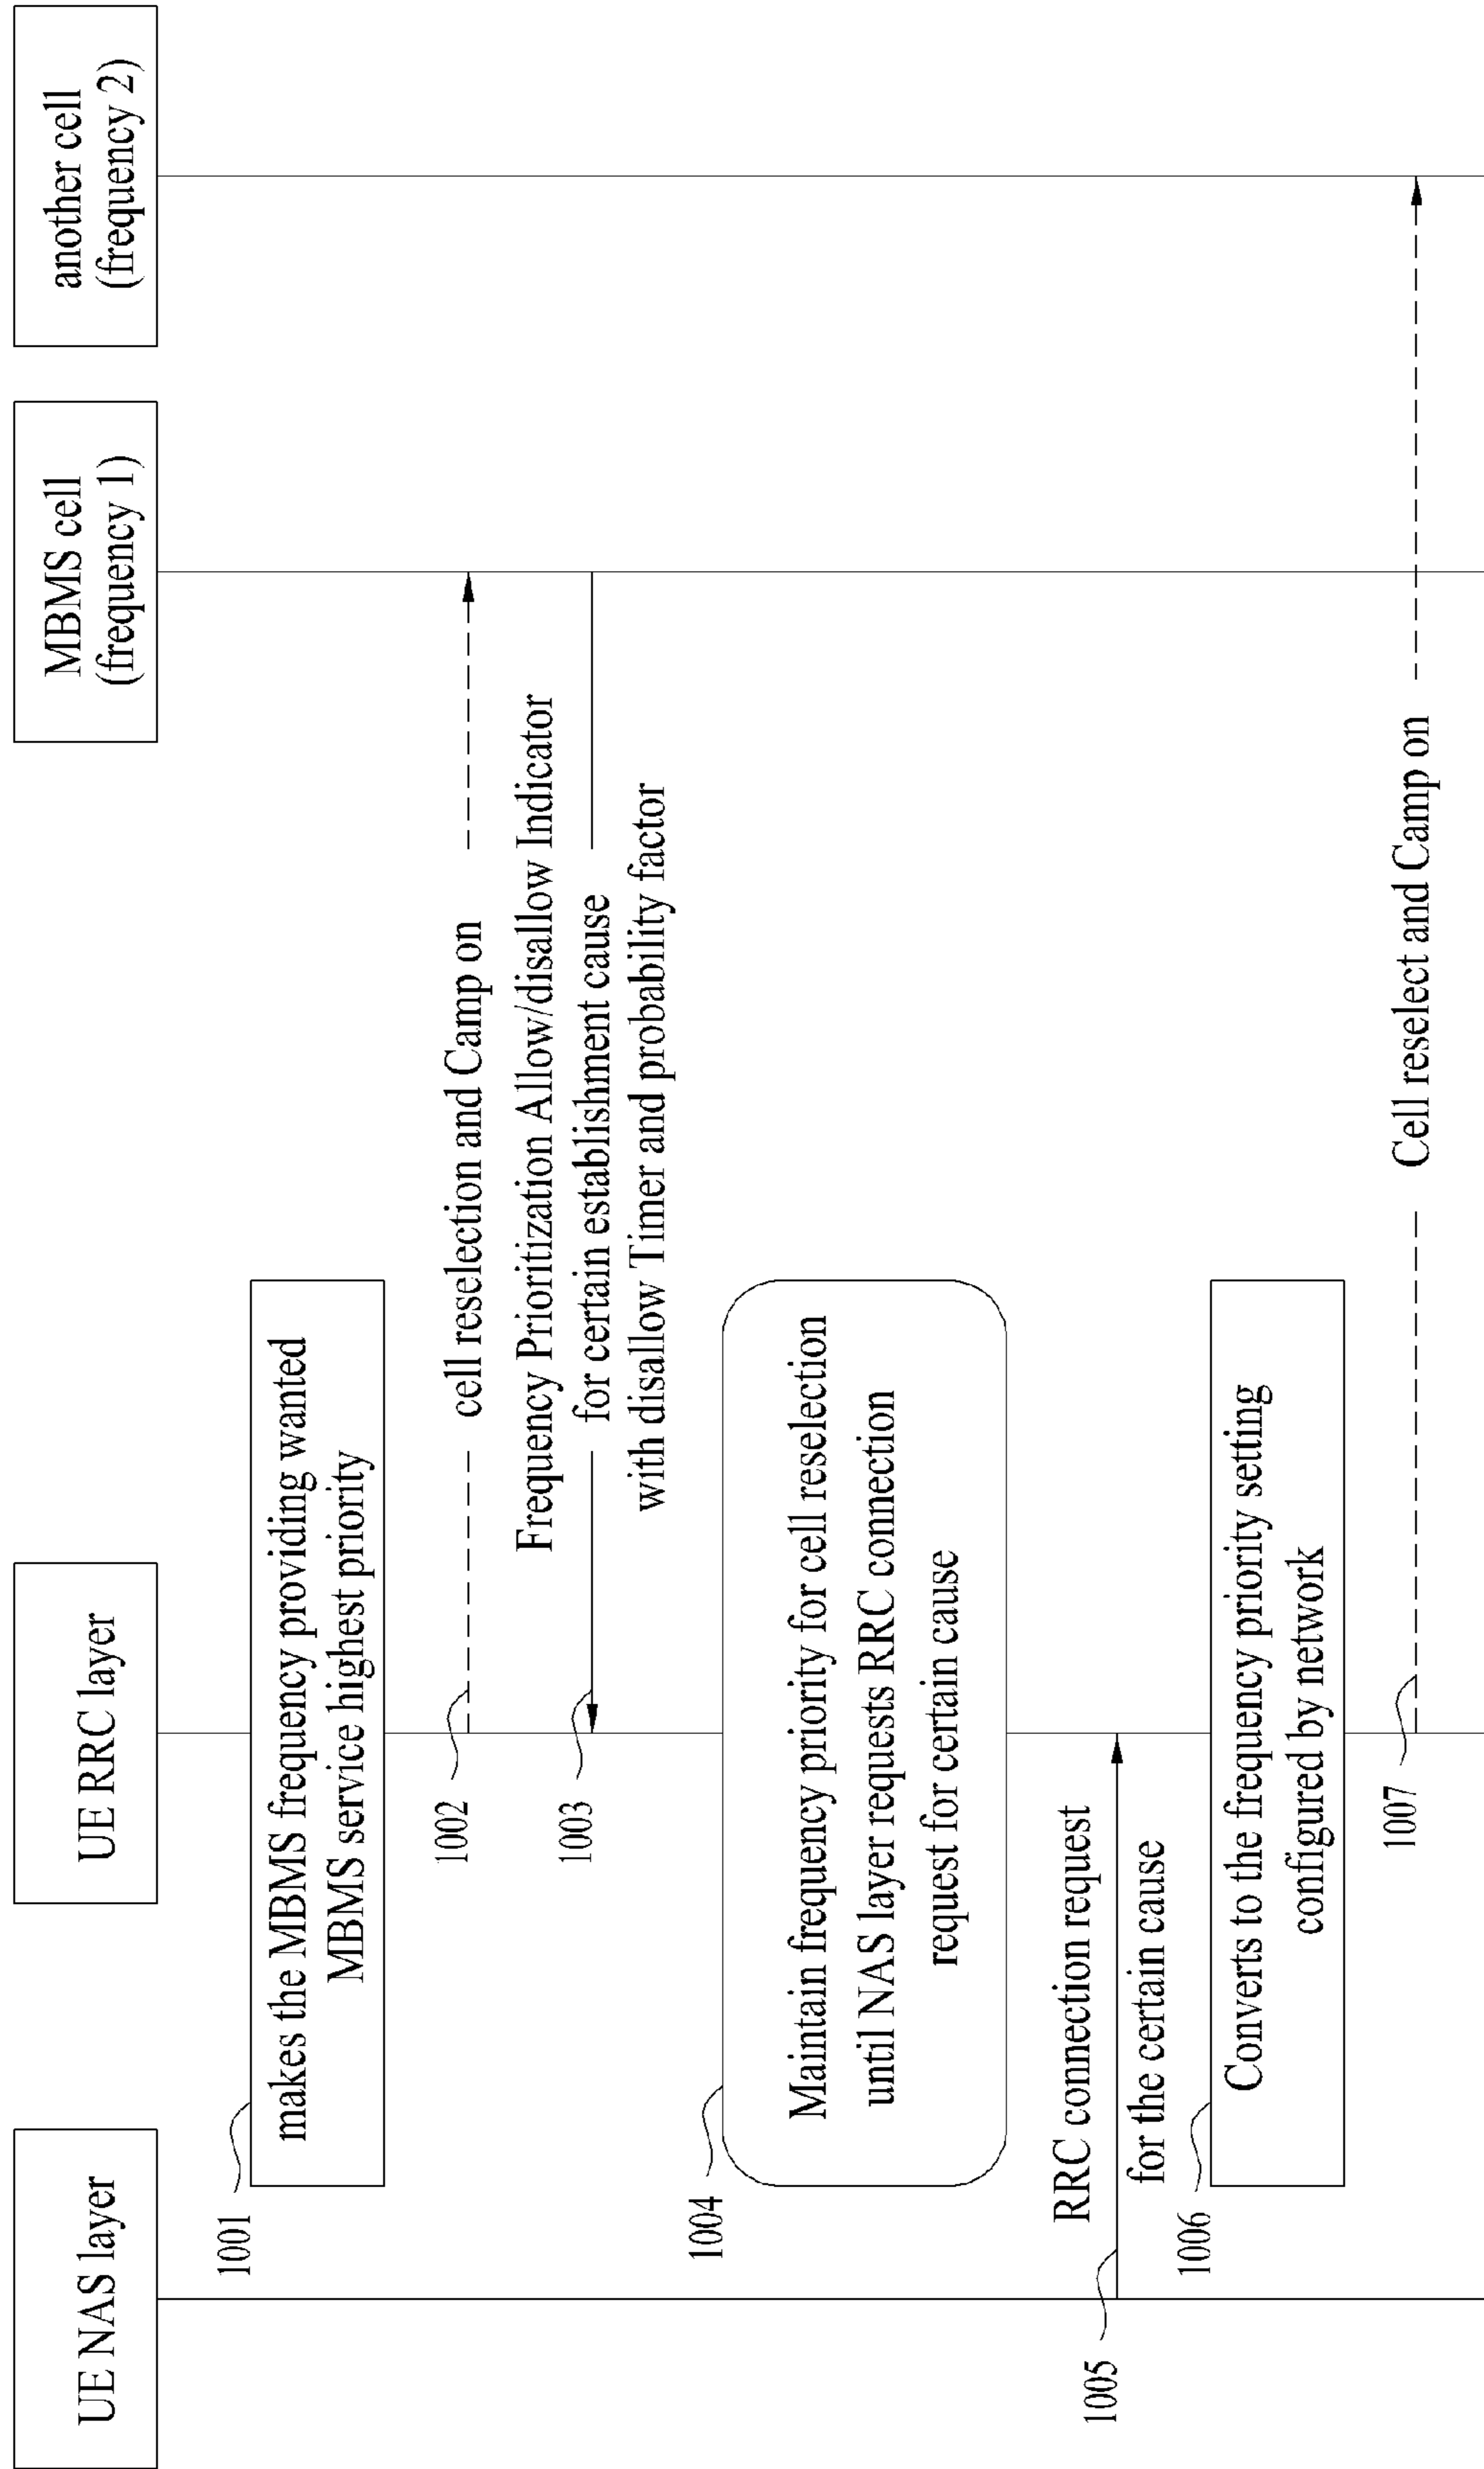 UE NAS layer
UE RRC layer
MBMS cell
(frequency 1)
another cell
(frequency 2)
1001
makes the MBMS frequency providing wanted
MBMS service highest priority
1002
cell reselection and Camp on
Frequency Prioritization Allow/disallow Indicator
1003
for certain establishment cause
with disallow Timer and probability factor
1004
Maintain frequency priority for cell reselection
until NAS layer requests RRC connection
request for certain cause
RRC connection request
1005
for the certain cause
1006
Converts to the frequency priority setting
configured by network
1007
Cell reselect and Camp on